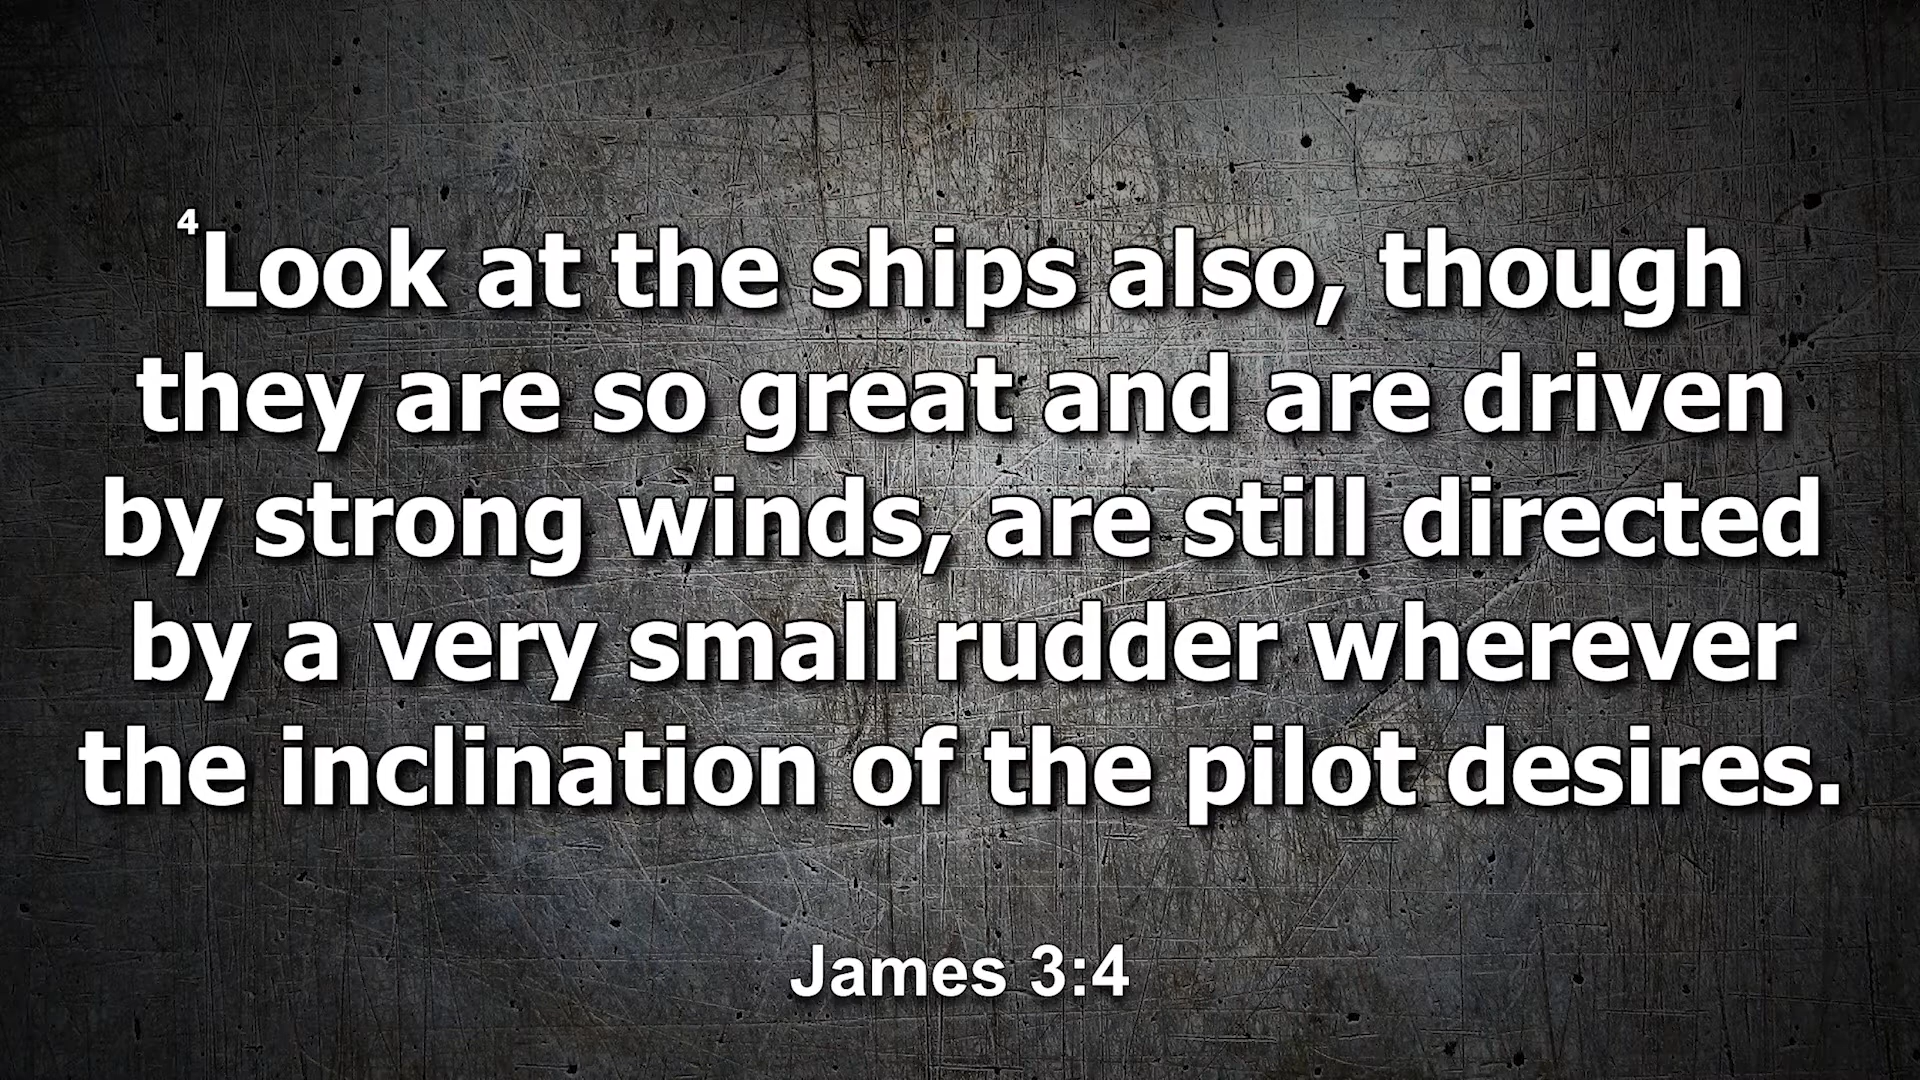 4Look at the ships also, though
they are so great and are driven
by strong winds, are still directed
by a very small rudder wherever
the inclination of the pilot desires.
James 3:4